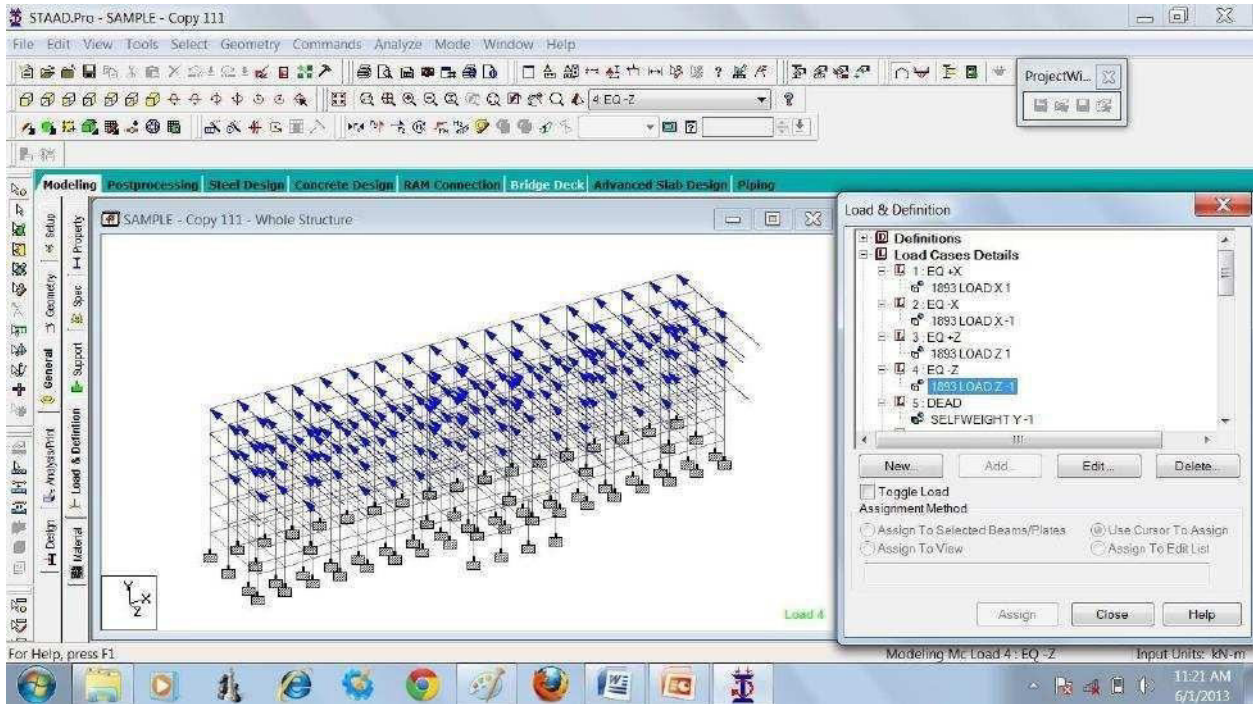 STAAD.Pro - SAMPLE - Copy 111
File Edit View Tools Select Geometry Commands Analyze Mode Window Help
ProjectWi...
4:EQ -Z
Modeling Postprocessing Steel Design Concrete Design RAM Connection Bridge Deck Advanced Slab Design Piping
SAMPLE - Copy 111 - Whole Structure
Setup
Geometry
General
Analysis/Print
Design
Property
Spec
Support
Load & Definition
Material
Y
X
Z
Load 4
Load & Definition
Definitions
Load Cases Details
1 : EQ +X
1893 LOAD X 1
2 : EQ -X
1893 LOAD X -1
3 : EQ +Z
1893 LOAD Z 1
4 : EQ -Z
1893 LOAD Z -1
5 : DEAD
SELFWEIGHT Y -1
New... Add... Edit... Delete...
Toggle Load
Assignment Method
Assign To Selected Beams/Plates Use Cursor To Assign
Assign To View Assign To Edit List
Assign Close Help
For Help, press F1 Modeling Mc Load 4 : EQ -Z Input Units: kN-m
11:21 AM
6/1/2013